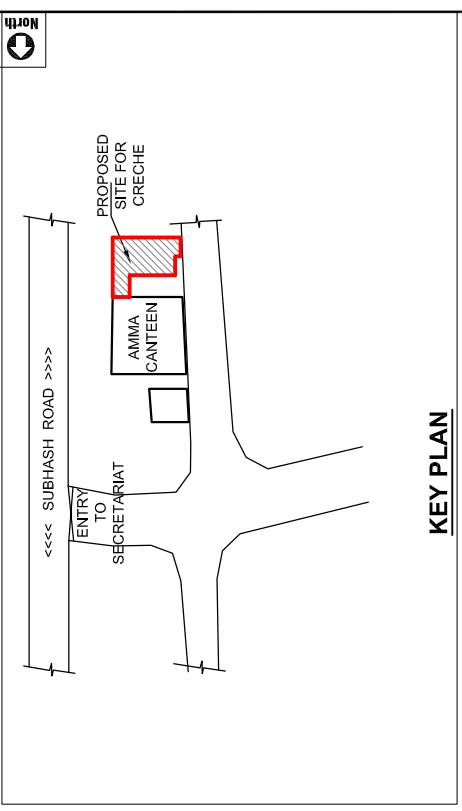 North
<<<< SUBHASH ROAD >>>>
PROPOSED
SITE FOR
CRECHE
AMMA
CANTEEN
ENTRY
TO
SECRETARIAT
KEY PLAN